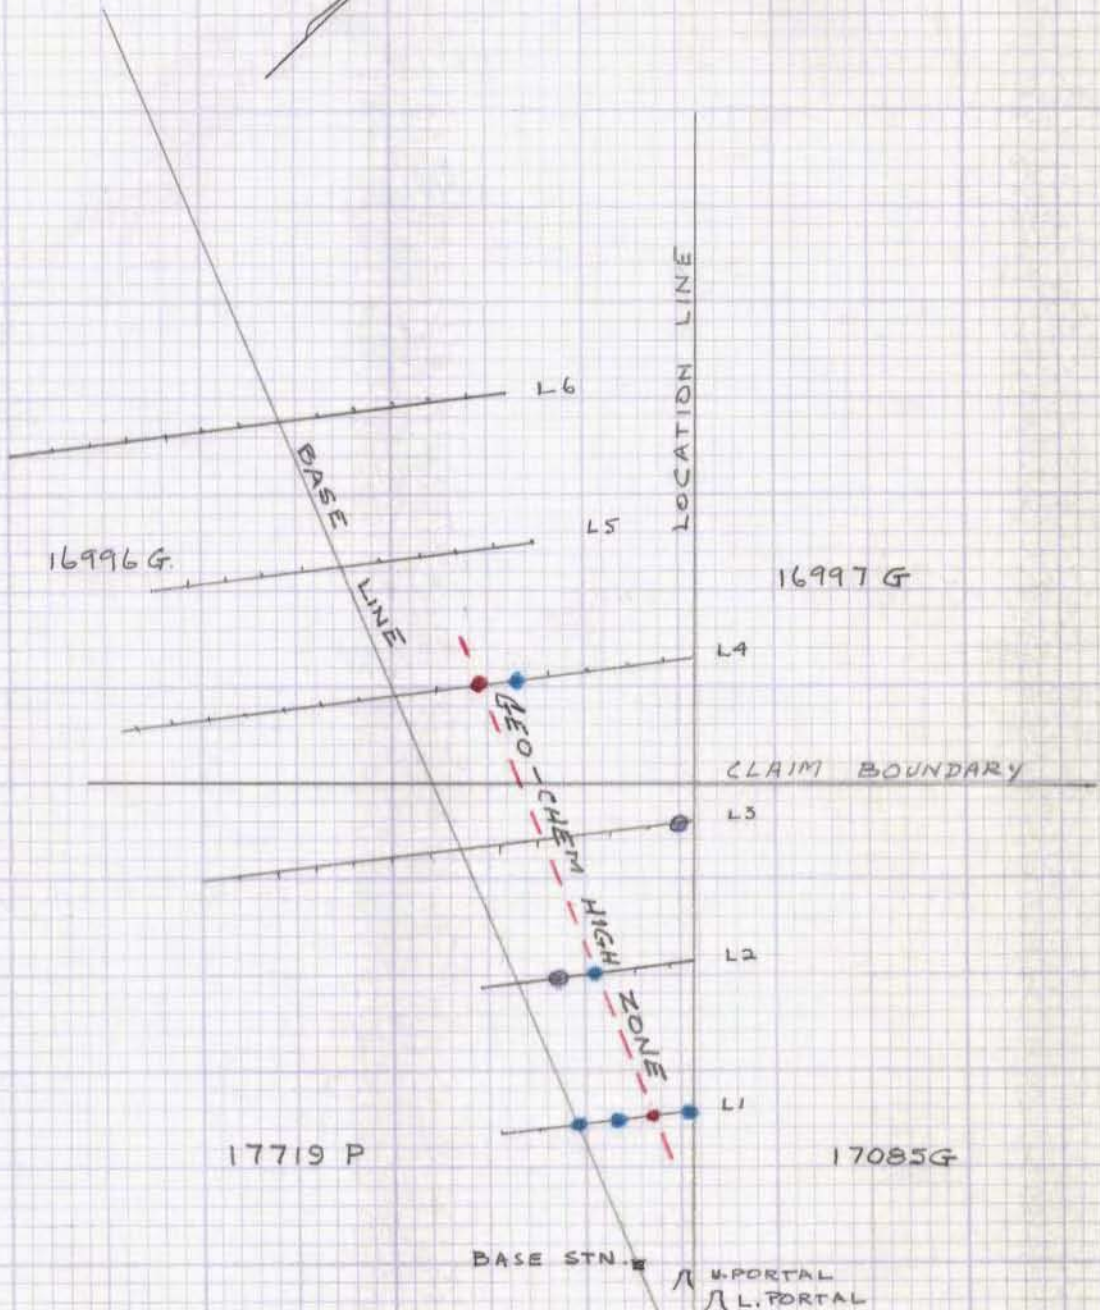 LOCATION LINE
L6
BASE LINE
L5
16996 G.
16997 G
L4
GEO-CHEM HIGH ZONE
CLAIM BOUNDARY
L3
L2
L1
17719 P
17085G
BASE STN.
U.PORTAL
L.PORTAL